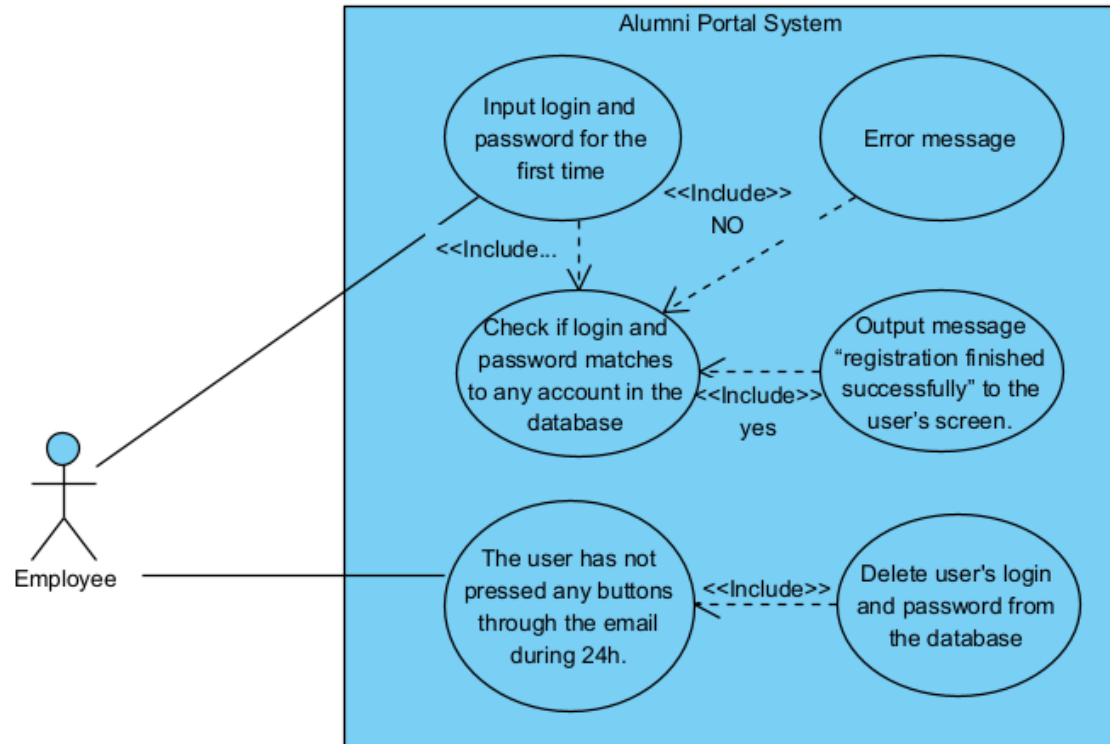 Alumni Portal System
Input login and
password for the
first time
Error message
<<Include>>
NO
<<Include...
Check if login and
password matches
to any account in the
database
Output message
“registration finished
successfully” to the
user’s screen.
<<Include>>
yes
Employee
The user has not
pressed any buttons
through the email
during 24h.
<<Include>>
Delete user's login
and password from
the database